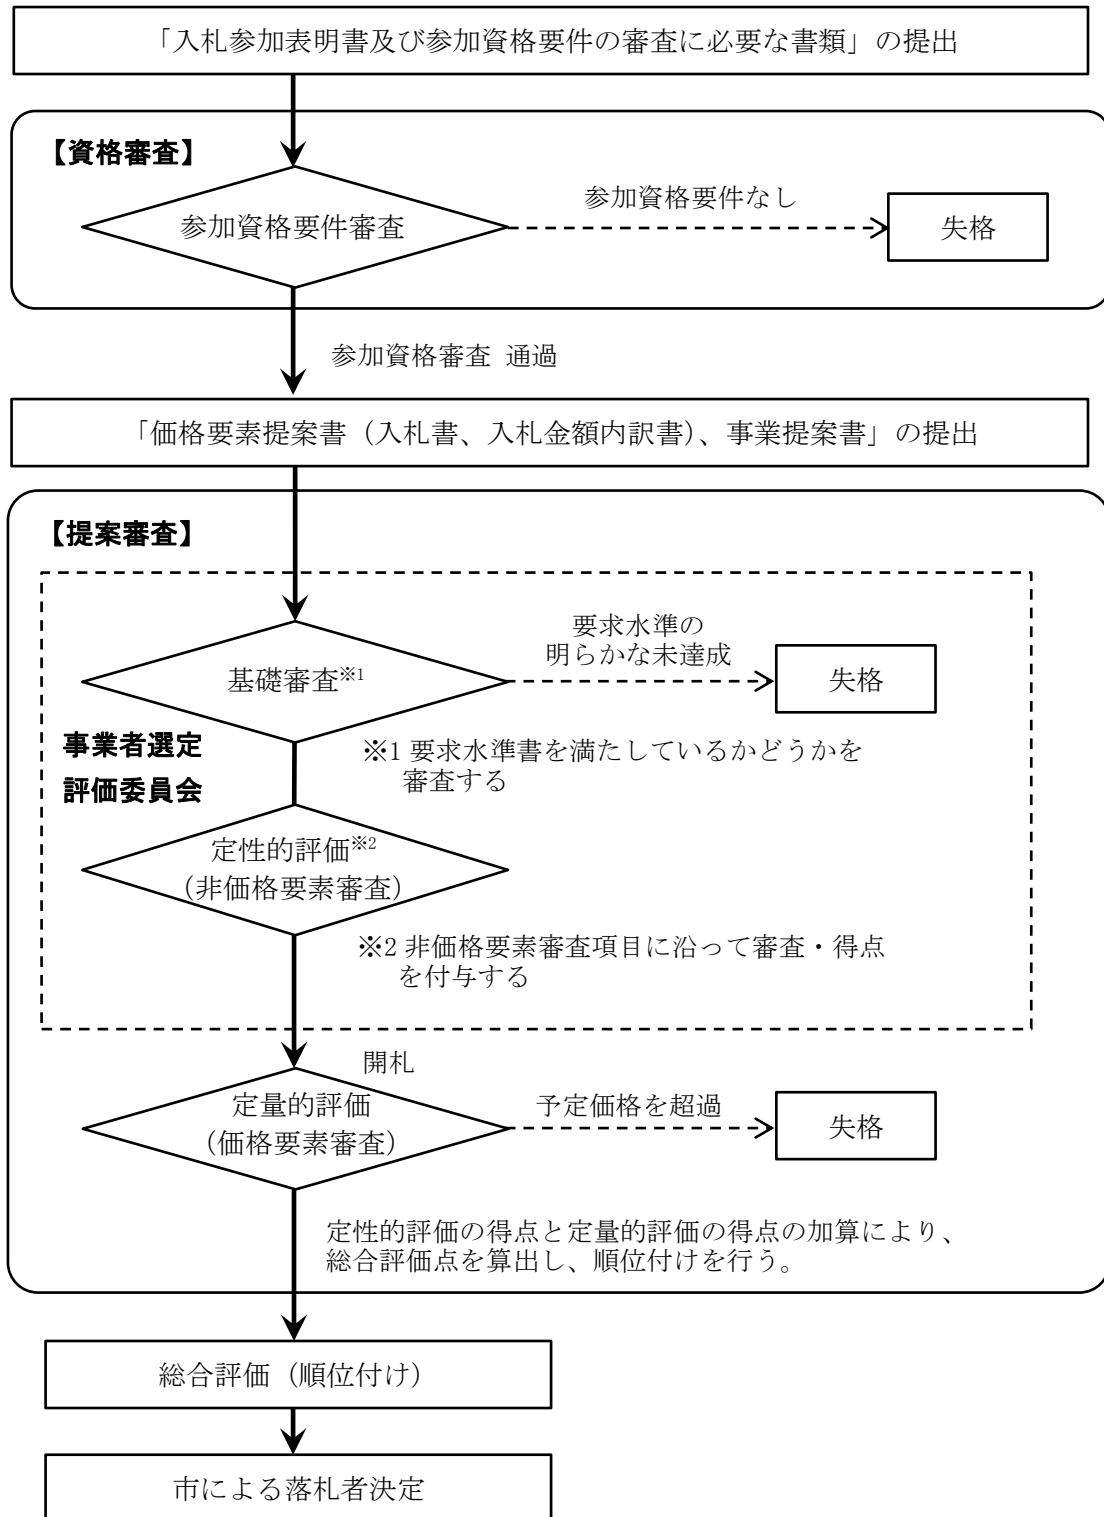 「入札参加表明書及び参加資格要件の審査に必要な書類」の提出
【資格審査】
参加資格要件審査
参加資格要件なし
失格
参加資格審査 通過
「価格要素提案書（入札書、入札金額内訳書）、事業提案書」の提出
【提案審査】
基礎審査※1
要求水準の
明らかな未達成
失格
事業者選定
評価委員会
※1 要求水準書を満たしているかどうかを
審査する
定性的評価※2
（非価格要素審査）
※2 非価格要素審査項目に沿って審査・得点
を付与する
開札
定量的評価
（価格要素審査）
予定価格を超過
失格
定性的評価の得点と定量的評価の得点の加算により、
総合評価点を算出し、順位付けを行う。
総合評価（順位付け）
市による落札者決定